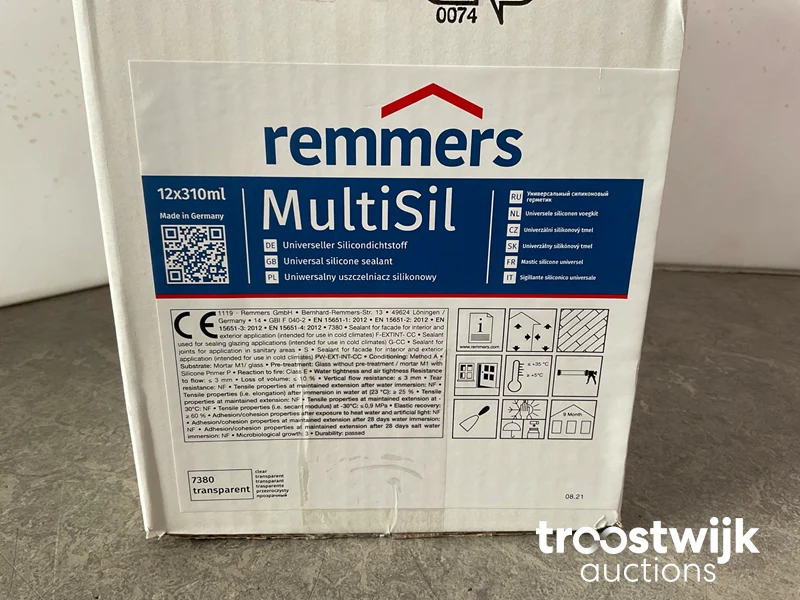 0074
remmers
12x310ml
Made in Germany
MultiSil
DE Universeller Silicondichtstoff
GB Universal silicone sealant
PL Uniwersalny uszczelniacz silikonowy
RU Универсальный силиконовый
герметик
NL Universele siliconen voegkit
CZ Univerzální silikonový tmel
SK Univerzálny silikónový tmel
FR Mastic silicone universel
IT Sigillante siliconico universale
CE 1119 · Remmers GmbH · Bernhard-Remmers-Str. 13 · 49624 Löningen /
Germany • 14 • GBI F 040-2 • EN 15651-1: 2012 • EN 15651-2: 2012 • EN
15651-3: 2012 • EN 15651-4: 2012 • 7380 • Sealant for facade for interior and
exterior application (intended for use in cold climates) F-EXT-INT- CC • Sealant
used for sealing glazing applications (intended for use in cold climates) G-CC • Sealant
for joints for application in sanitary areas • S • Sealant for facade for interior and exterior
application (intended for use in cold climates) PW-EXT-INT-CC • Conditioning: Method A •
Substrate: Mortar M1/ glass • Pre-treatment: Glass without pre-treatment / mortar M1 with
Silicone Primer P • Reaction to fire: Class E • Water tightness and air tightness Resistance
to flow: ≤ 3 mm • Loss of volume: ≤ 10 % • Vertical flow resistance: ≤ 3 mm • Tear
resistance: NF • Tensile properties at maintained extension after water immersion: NF •
Tensile properties (i.e. elongation) after immersion in water at (23 °C): ≥ 25 % • Tensile
properties at maintained extension: NF • Tensile properties at maintained extension at -
30°C: NF • Tensile properties (i.e. secant modulus) at -30°C: ≤ 0,9 MPa • Elastic recovery:
≥ 60 % • Adhesion/cohesion properties after exposure to heat water and artificial light: NF
• Adhesion/cohesion properties at maintained extension after 28 days water immersion:
NF • Adhesion/cohesion properties at maintained extension after 28 days salt water
immersion: NF • Microbiological growth: 3 • Durability: passed
www.remmers.com
≤ +35 °C
≥ +5°C
9 Month
7380
transparent
clear
transparent
transparant
trasparente
przezroczysty
прозрачный
08.21
troostwijk
auctions